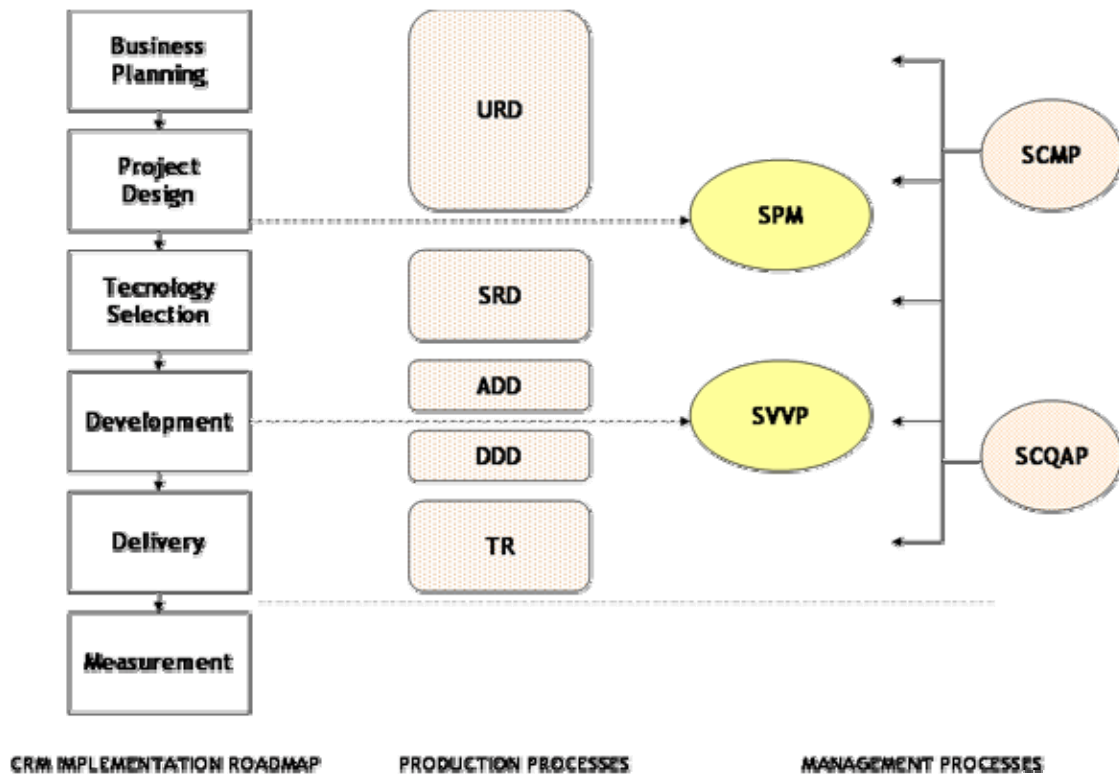 Business
Planning
Project
Design
Tecnology
Selection
Development
Delivery
Measurement
URD
SRD
ADD
DDD
TR
SPM
SVVP
SCMP
SCQAP
CRM IMPLEMENTATION ROADMAP
PRODUCTION PROCESSES
MANAGEMENT PROCESSES